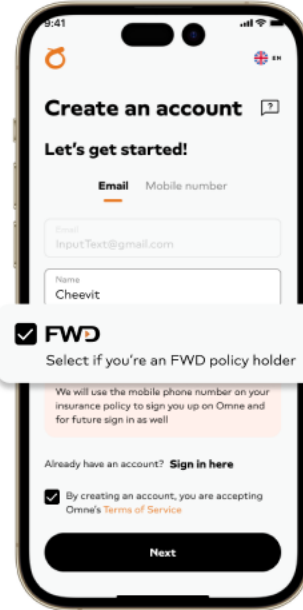 9:41
EN
Create an account
?
Let's get started!
Email Mobile number
Email
InputText@gmail.com
Name
Cheevit
FWD
Select if you're an FWD policy holder
We will use the mobile phone number on your
insurance policy to sign you up on Omne and
for future sign in as well
Already have an account? Sign in here
By creating an account, you are accepting
Omne's Terms of Service
Next